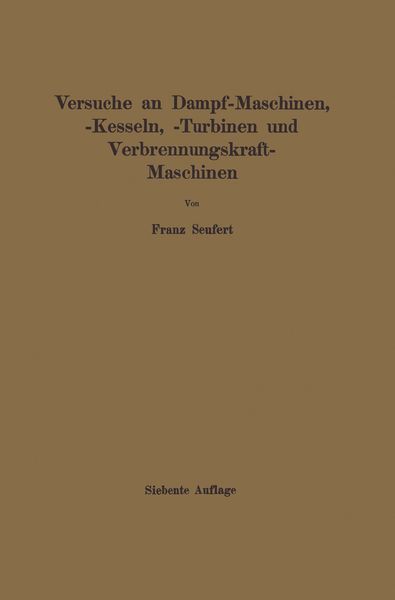 Versuche an Dampf-Maschinen,
-Kesseln, -Turbinen und
Verbrennungskraft-
Maschinen
Von
Franz Seufert
Siebente Auflage